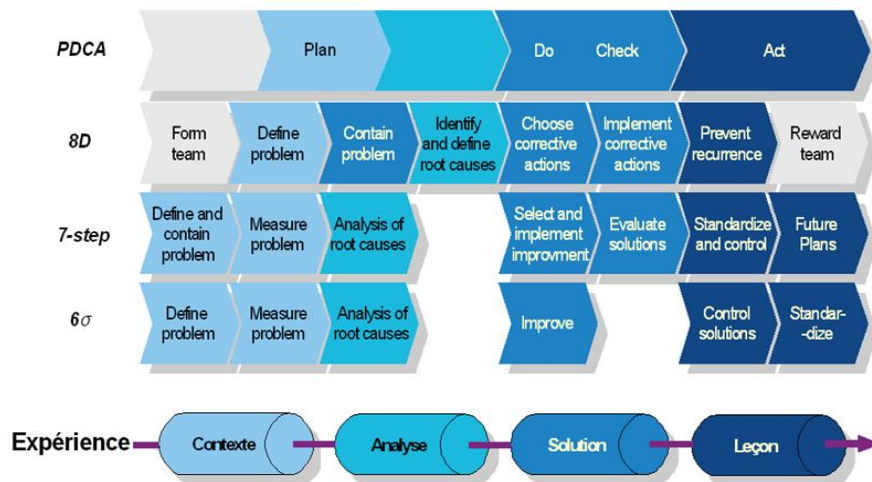 PDCA
Plan
Do
Check
Act
8D
Form
team
Define
problem
Contain
problem
Identify
and define
root causes
Choose
corrective
actions
Implement
corrective
actions
Prevent
recurrence
Reward
team
7-step
Define and
contain
problem
Measure
problem
Analysis of
root causes
Select and
implement
improvment
Evaluate
solutions
Standardize
and control
Future
Plans
6σ
Define
problem
Measure
problem
Analysis of
root causes
Improve
Control
solutions
Standar-
-dize
Expérience
Contexte
Analyse
Solution
Leçon